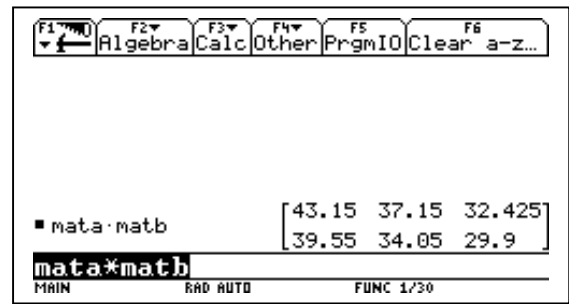 F1 F2 F3 F4 F5 F6
Algebra Calc Other PrgmIO Clear a-z…
mata·matb [43.15 37.15 32.425
39.55 34.05 29.9]
mata*matb
MAIN RAD AUTO FUNC 1/30